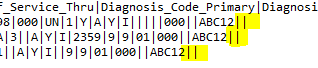 f_Service_Thru|Diagnosis_Code_Primary|Diagnosi
98|000|UN|1|Y|A|Y|I|||||000||ABC12||
A|3||A|Y|I|2359|9|9|01|000||ABC12||
1||A|Y|I||9|9|01|000||ABC12||